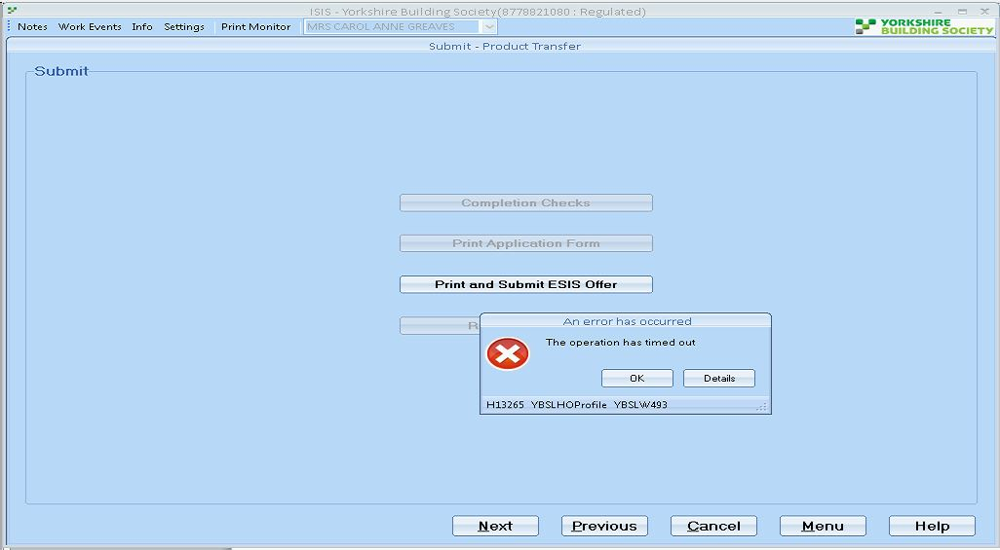 ISIS - Yorkshire Building Society(8778821080 : Regulated)
Notes Work Events Info Settings Print Monitor MRS CAROL ANNE GREAVES
YORKSHIRE
BUILDING SOCIETY
Submit - Product Transfer
Submit
Completion Checks
Print Application Form
Print and Submit ESIS Offer
R
An error has occurred
The operation has timed out
OK Details
H13265 YBSLHOProfile YBSLW493
Next Previous Cancel Menu Help